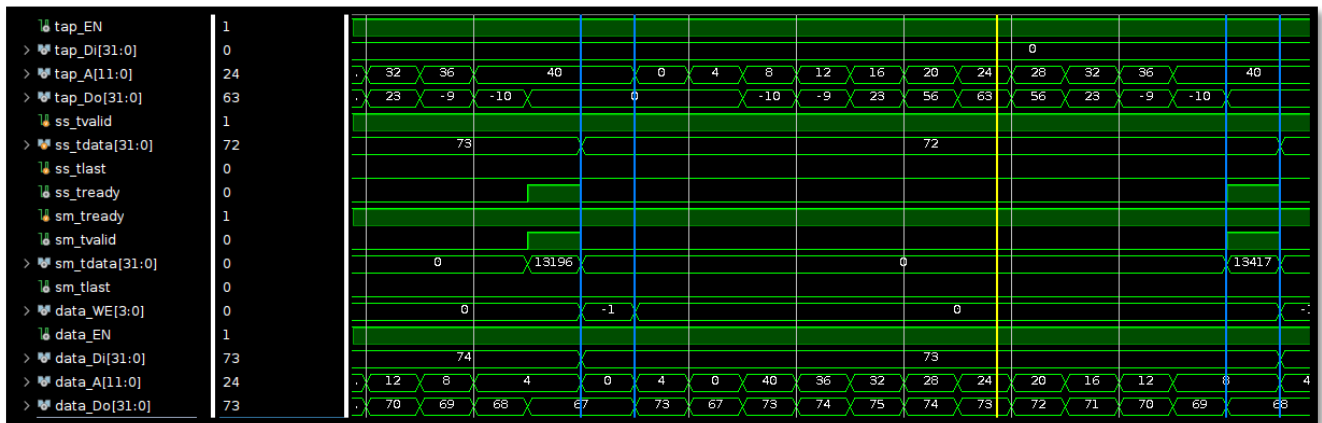 tap_EN 1
tap_Di[31:0] 0 0
tap_A[11:0] 24 . 32 36 40 0 4 8 12 16 20 24 28 32 36 40
tap_Do[31:0] 63 . 23 -9 -10 0 -10 -9 23 56 63 56 23 -9 -10
ss_tvalid 1
ss_tdata[31:0] 72 73 72
ss_tlast 0
ss_tready 0
sm_tready 1
sm_tvalid 0
sm_tdata[31:0] 0 0 13196 0 13417
sm_tlast 0
data_WE[3:0] 0 0 -1 0 -1
data_EN 1
data_Di[31:0] 73 74 73
data_A[11:0] 24 . 12 8 4 0 4 0 40 36 32 28 24 20 16 12 8 4
data_Do[31:0] 73 . 70 69 68 67 73 67 73 74 75 74 73 72 71 70 69 68